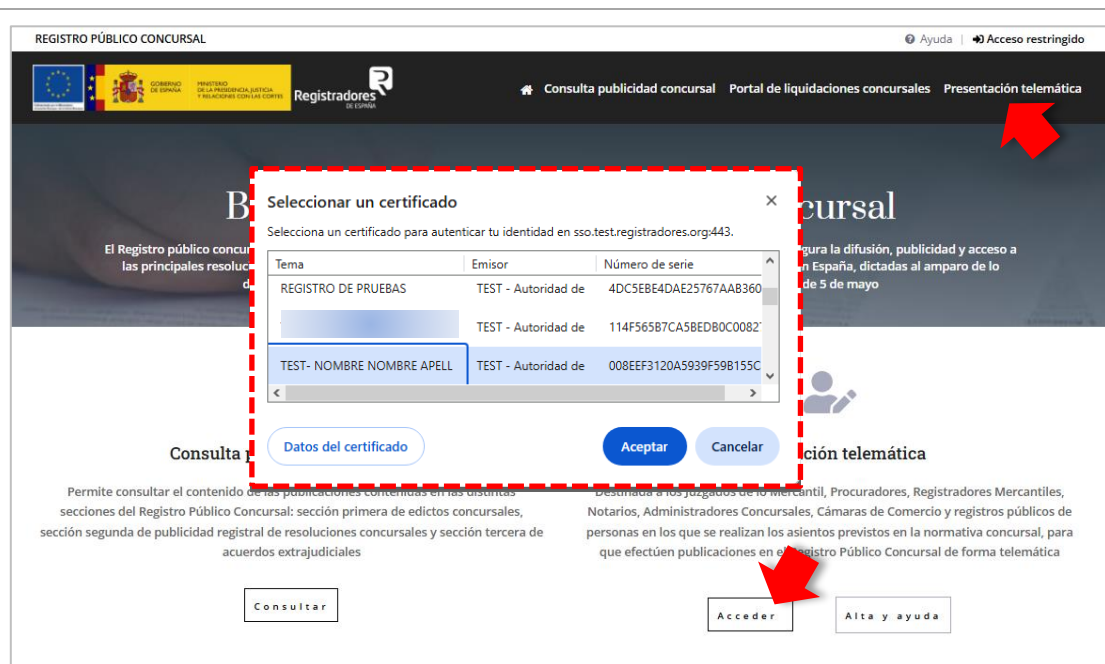 REGISTRO PÚBLICO CONCURSAL
Ayuda | Acceso restringido
GOBIERNO DE ESPAÑA
MINISTERIO
DE LA PRESIDENCIA, JUSTICIA
Y RELACIONES CON LAS CORTES
Registradores
DE ESPAÑA
Consulta publicidad concursal Portal de liquidaciones concursales Presentación telemática
B
cursal
El Registro público concur
gura la difusión, publicidad y acceso a
las principales resoluc
n España, dictadas al amparo de lo
d
de 5 de mayo
Seleccionar un certificado
Selecciona un certificado para autenticar tu identidad en sso.test.registradores.org:443.
Tema Emisor Número de serie
REGISTRO DE PRUEBAS TEST - Autoridad de 4DC5EBE4DAE25767AAB360
TEST - Autoridad de 114F565B7CA5BEDB0C0082
TEST- NOMBRE NOMBRE APELL TEST - Autoridad de 008EEF3120A5939F59B155C
Datos del certificado Aceptar Cancelar
Consulta p
ción telemática
Permite consultar el contenido de las publicaciones contenidas en las distintas
secciones del Registro Público Concursal: sección primera de edictos concursales,
sección segunda de publicidad registral de resoluciones concursales y sección tercera de
acuerdos extrajudiciales
Consultar
Destinada a los Juzgados de lo Mercantil, Procuradores, Registradores Mercantiles,
Notarios, Administradores Concursales, Cámaras de Comercio y registros públicos de
personas en los que se realizan los asientos previstos en la normativa concursal, para
que efectúen publicaciones en el Registro Público Concursal de forma telemática
Acceder
Alta y ayuda